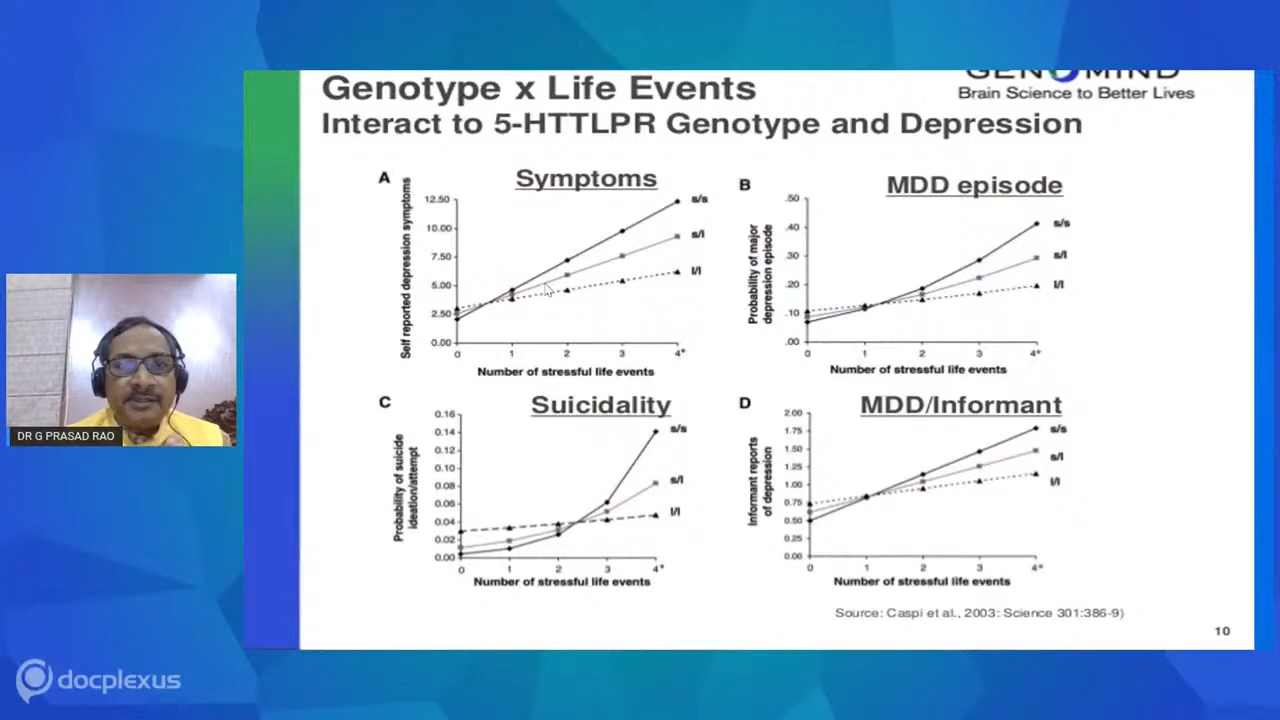 Genotype x Life Events
GENOMIND
Brain Science to Better Lives
Interact to 5-HTTLPR Genotype and Depression
A
Symptoms
Self reported depression symptoms
12.50
10.00
7.50
5.00
2.50
0.00
s/s
s/l
l/l
0 1 2 3 4*
Number of stressful life events
B
MDD episode
Probability of major
depression episode
.50
.40
.30
.20
.10
.00
s/s
s/l
l/l
0 1 2 3 4*
Number of stressful life events
C
Suicidality
Probability of suicide
ideation/attempt
0.16
0.14
0.12
0.10
0.08
0.06
0.04
0.02
0.00
s/s
s/l
l/l
0 1 2 3 4*
Number of stressful life events
D
MDD/Informant
Informant reports
of depression
2.00
1.75
1.50
1.25
1.00
0.75
0.50
0.25
0.00
s/s
s/l
l/l
0 1 2 3 4*
Number of stressful life events
Source: Caspi et al., 2003: Science 301:386-9)
10
DR G PRASAD RAO
docplexus